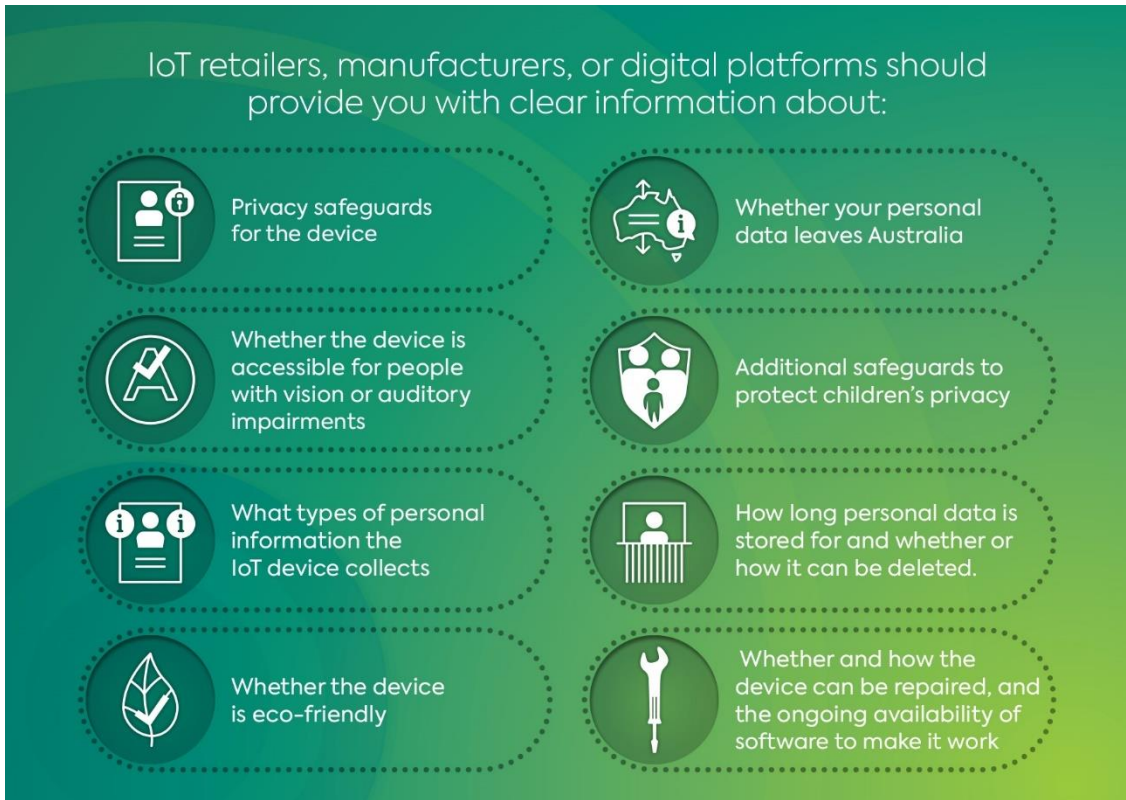 IoT retailers, manufacturers, or digital platforms should
provide you with clear information about:
Privacy safeguards
for the device
Whether your personal
data leaves Australia
Whether the device is
accessible for people
with vision or auditory
impairments
Additional safeguards to
protect children’s privacy
What types of personal
information the
IoT device collects
How long personal data is
stored for and whether or
how it can be deleted.
Whether the device
is eco-friendly
Whether and how the
device can be repaired, and
the ongoing availability of
software to make it work